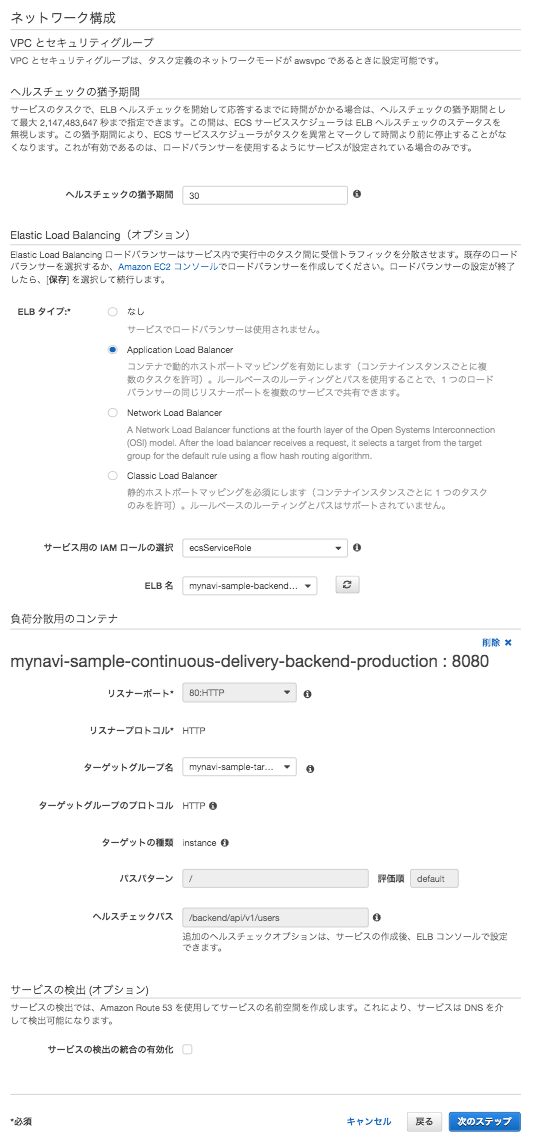 ネットワーク構成
VPC とセキュリティグループ
VPC とセキュリティグループは、タスク定義のネットワークモードが awsvpc であるときに設定可能です。
ヘルスチェックの猶予期間
サービスのタスクで、ELB ヘルスチェックを開始して応答するまでに時間がかかる場合は、ヘルスチェックの猶予期間とし
て最大 2,147,483,647 秒まで指定できます。この間は、ECS サービススケジューラは ELB ヘルスチェックのステータスを
無視します。この猶予期間により、ECS サービススケジューラがタスクを異常とマークして時間より前に停止することがな
くなります。これが有効であるのは、ロードバランサーを使用するようにサービスが設定されている場合のみです。
ヘルスチェックの猶予期間 30
Elastic Load Balancing（オプション）
Elastic Load Balancing ロードバランサーはサービス内で実行中のタスク間に受信トラフィックを分散させます。既存のロード
バランサーを選択するか、Amazon EC2 コンソールでロードバランサーを作成してください。ロードバランサーの設定が終了
したら、[保存] を選択して続行します。
ELB タイプ:* なし
サービスでロードバランサーは使用されません。
Application Load Balancer
コンテナで動的ホストポートマッピングを有効にします（コンテナインスタンスごとに複
数のタスクを許可）。ルールベースのルーティングとパスを使用することで、1 つのロード
バランサーの同じリスナーポートを複数のサービスで共有できます。
Network Load Balancer
A Network Load Balancer functions at the fourth layer of the Open Systems Interconnection
(OSI) model. After the load balancer receives a request, it selects a target from the target
group for the default rule using a flow hash routing algorithm.
Classic Load Balancer
静的ホストポートマッピングを必須にします（コンテナインスタンスごとに 1 つのタスク
のみを許可）。ルールベースのルーティングとパスはサポートされていません。
サービス用の IAM ロールの選択 ecsServiceRole
ELB 名 mynavi-sample-backend...
負荷分散用のコンテナ
削除 ✖
mynavi-sample-continuous-delivery-backend-production : 8080
リスナーポート* 80:HTTP
リスナープロトコル* HTTP
ターゲットグループ名 mynavi-sample-tar...
ターゲットグループのプロトコル HTTP
ターゲットの種類 instance
パスパターン / 評価順 default
ヘルスチェックパス /backend/api/v1/users
追加のヘルスチェックオプションは、サービスの作成後、ELB コンソールで設定
できます。
サービスの検出 (オプション)
サービスの検出では、Amazon Route 53 を使用してサービスの名前空間を作成します。これにより、サービスは DNS を介
して検出可能になります。
サービスの検出の統合の有効化
*必須 キャンセル 戻る 次のステップ